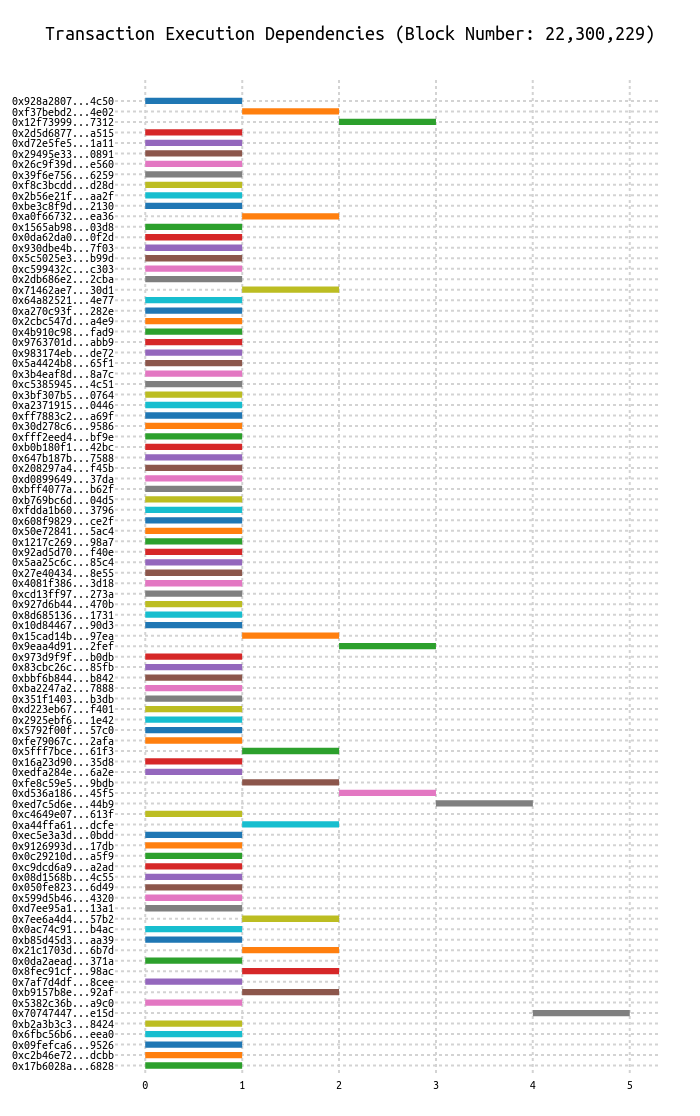 Transaction Execution Dependencies (Block Number: 22,300,229)
0x928a2807...4c50
0xf37bebd2...4e02
0x12f73999...7312
0x2d5d6877...a515
0xd72e5fe5...1a11
0x29495e33...0891
0x26c9f39d...e560
0x39f6e756...6259
0xf8c3bcdd...d28d
0x2b56e21f...aa2f
0xbe3c8f9d...2130
0xa0f66732...ea36
0x1565ab98...03d8
0x0da62da0...0f2d
0x930dbe4b...7f03
0x5c5025e3...b99d
0xc599432c...c303
0x2db686e2...2cba
0x71462ae7...30d1
0x64a82521...4e77
0xa270c93f...282e
0x2cbc547d...a4e9
0x4b910c98...fad9
0x9763701d...abb9
0x983174eb...de72
0x5a4424b8...65f1
0x3b4eaf8d...8a7c
0xc5385945...4c51
0x3bf307b5...0764
0xa2371915...0446
0xff7883c2...a69f
0x30d278c6...9586
0xfff2eed4...bf9e
0xb0b180f1...42bc
0x647b187b...7588
0x208297a4...f45b
0xd0899649...37da
0xbff4077a...b62f
0xb769bc6d...04d5
0xfdda1b60...3796
0x608f9829...ce2f
0x50e72841...5ac4
0x1217c269...98a7
0x92ad5d70...f40e
0x5aa25c6c...85c4
0x27e40434...8e55
0x4081f386...3d18
0xcd13ff97...273a
0x927d6b44...470b
0x8d685136...1731
0x10d84467...90d3
0x15cad14b...97ea
0x9eaa4d91...2fef
0x973d9f9f...b0db
0x83cbc26c...85fb
0xbbf6b844...b842
0xba2247a2...7888
0x351f1403...b3db
0xd223eb67...f401
0x2925ebf6...1e42
0x5792f00f...57c0
0xfe79067c...2afa
0x5fff7bce...61f3
0x16a23d90...35d8
0xedfa284e...6a2e
0xfe8c59e5...9bdb
0xd536a186...45f5
0xed7c5d6e...44b9
0xc4649e07...613f
0xa44ffa61...dcfe
0xec5e3a3d...0bdd
0x9126993d...17db
0x0c29210d...a5f9
0xc9dcd6a9...a2ad
0x08d1568b...4c55
0x050fe823...6d49
0x599d5b46...4320
0xd7ee95a1...13a1
0x7ee6a4d4...57b2
0x0ac74c91...b4ac
0xb85d45d3...aa39
0x21c1703d...6b7d
0x0da2aead...371a
0x8fec91cf...98ac
0x7af7d4df...8cee
0xb9157b8e...92af
0x5382c36b...a9c0
0x70747447...e15d
0xb2a3b3c3...8424
0x6fbc56b6...eea0
0x09fefca6...9526
0xc2b46e72...dcbb
0x17b6028a...6828
0 1 2 3 4 5